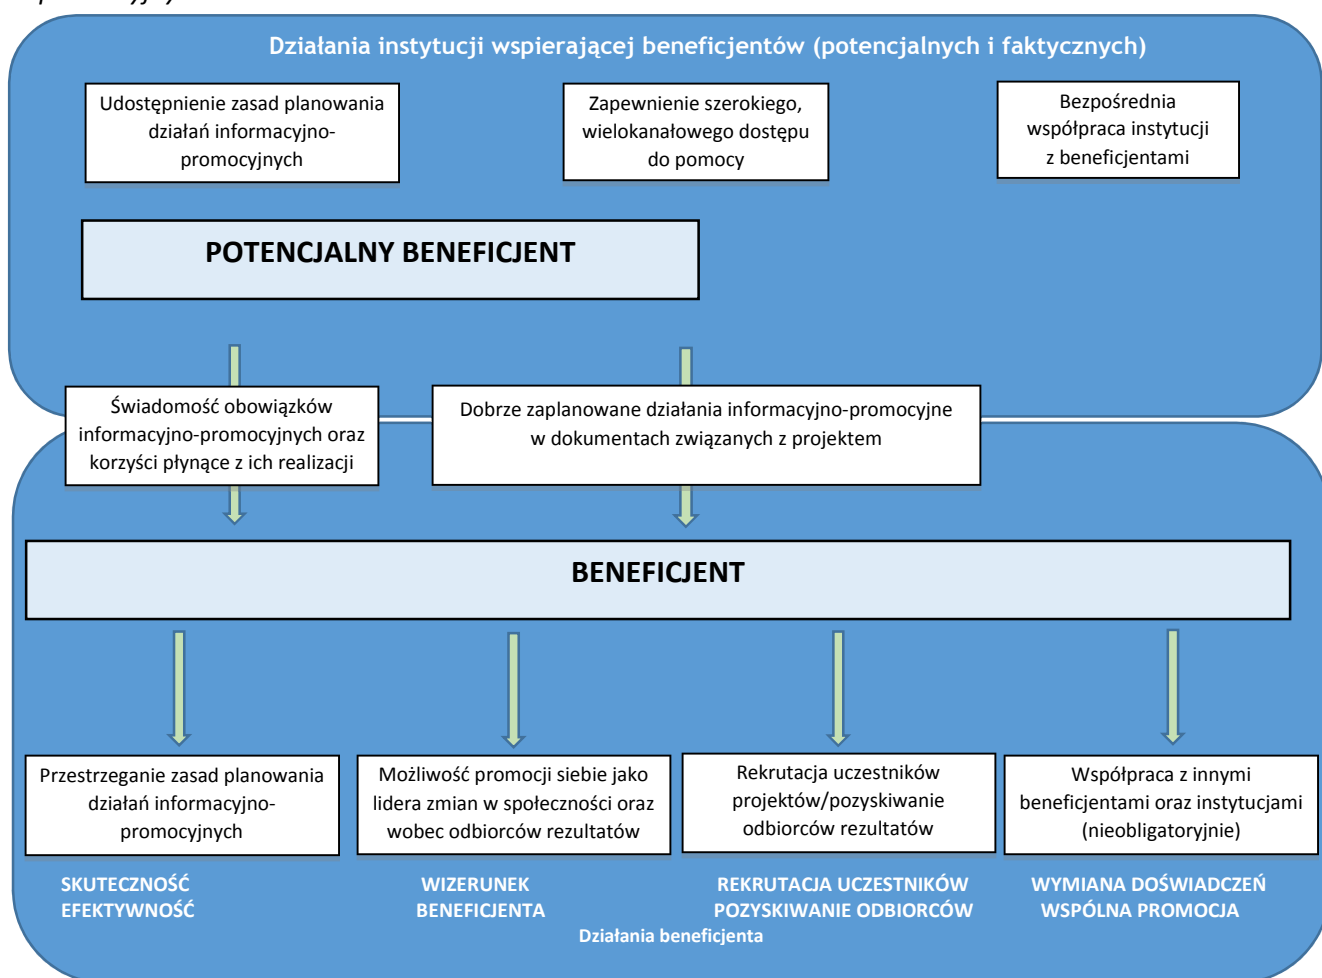 Działania instytucji wspierającej beneficjentów (potencjalnych i faktycznych)
Udostępnienie zasad planowania
działań informacyjno-
promocyjnych
Zapewnienie szerokiego,
wielokanałowego dostępu
do pomocy
Bezpośrednia
współpraca instytucji
z beneficjentami
POTENCJALNY BENEFICJENT
Świadomość obowiązków
informacyjno-promocyjnych oraz
korzyści płynące z ich realizacji
Dobrze zaplanowane działania informacyjno-promocyjne
w dokumentach związanych z projektem
BENEFICJENT
Przestrzeganie zasad planowania
działań informacyjno-
promocyjnych
Możliwość promocji siebie jako
lidera zmian w społeczności oraz
wobec odbiorców rezultatów
Rekrutacja uczestników
projektów/pozyskiwanie
odbiorców rezultatów
Współpraca z innymi
beneficjentami oraz instytucjami
(nieobligatoryjnie)
SKUTECZNOŚĆ
EFEKTYWNOŚĆ
WIZERUNEK
BENEFICJENTA
REKRUTACJA UCZESTNIKÓW
POZYSKIWANIE ODBIORCÓW
WYMIANA DOŚWIADCZEŃ
WSPÓLNA PROMOCJA
Działania beneficjenta